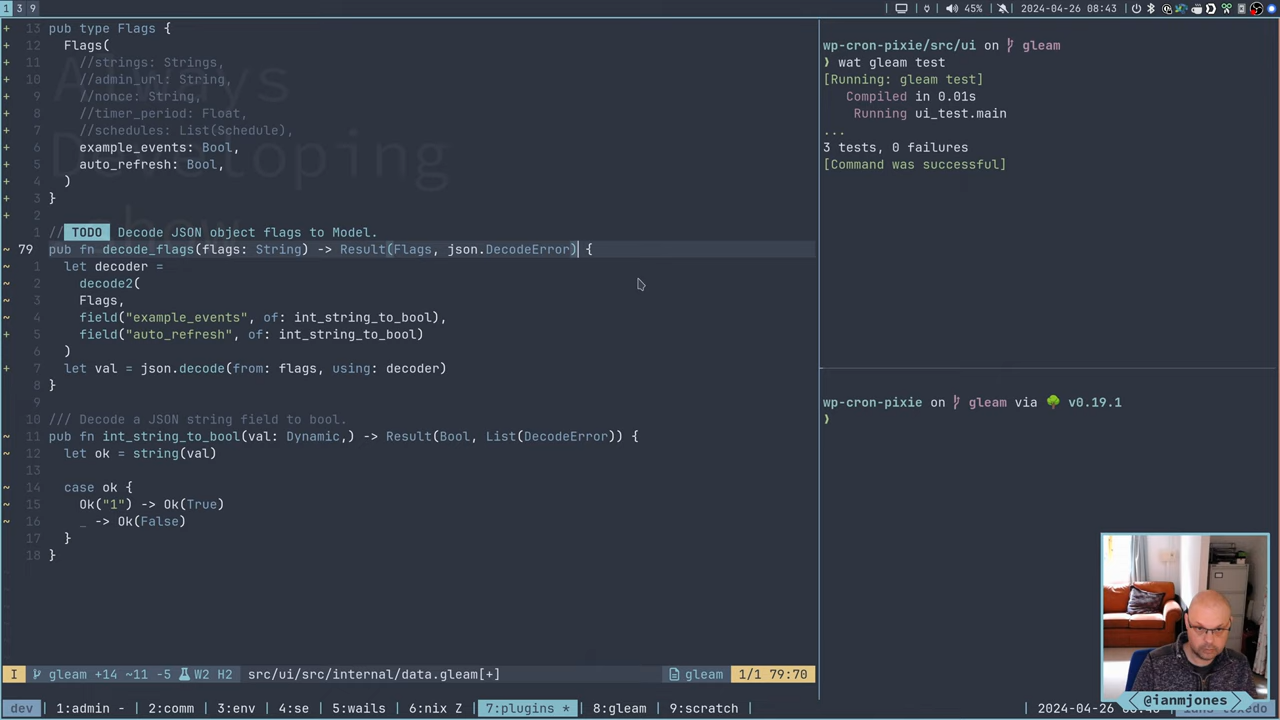 1 3 9
45%
2024-04-26 08:43
13 pub type Flags {
12 Flags(
11 //strings: Strings,
10 //admin_url: String,
9 //nonce: String,
8 //timer_period: Float,
7 //schedules: List(Schedule),
6 example_events: Bool,
5 auto_refresh: Bool,
4 )
3 }
2
1 // TODO Decode JSON object flags to Model.
79 pub fn decode_flags(flags: String) -> Result(Flags, json.DecodeError) {
1 let decoder =
2 decode2(
3 Flags,
4 field("example_events", of: int_string_to_bool),
5 field("auto_refresh", of: int_string_to_bool)
6 )
7 let val = json.decode(from: flags, using: decoder)
8 }
9
10 /// Decode a JSON string field to bool.
11 pub fn int_string_to_bool(val: Dynamic,) -> Result(Bool, List(DecodeError)) {
12 let ok = string(val)
13
14 case ok {
15 Ok("1") -> Ok(True)
16 _ -> Ok(False)
17 }
18 }
Always
Developing
show
I gleam +14 ~11 -5 W2 H2 src/ui/src/internal/data.gleam[+] gleam 1/1 79:70
wp-cron-pixie/src/ui on gleam
❯ wat gleam test
[Running: gleam test]
Compiled in 0.01s
Running ui_test.main
...
3 tests, 0 failures
[Command was successful]
wp-cron-pixie on gleam via v0.19.1
❯
@ianmjones
dev 1:admin - 2:comm 3:env 4:se 5:wails 6:nix Z 7:plugins * 8:gleam 9:scratch
2024-04-26